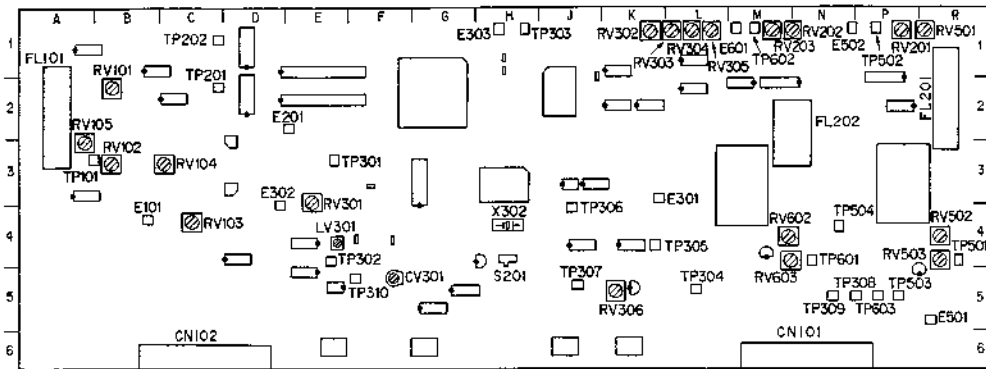 A B C D E F G H J K L M N P R
1 TP202 E303 TP303 RV302 RV304 E601 RV202 E502 RV201 RV501 1
FL101 RV303 RV305 TP602 RV203 TP502
RV101 TP201
2 E201 FL202 FL201 2
RV105
RV102 RV104 TP301
3 TP101 3
E302 RV301 X302 TP306 E301
E101 RV103 TP504 RV502
4 LV301 RV602 4
TP302 TP305 TP601 RV503 TP501
TP310 CV301 S201 TP307 TP304 RV603
5 RV306 TP309 TP308 TP603 TP503 5
E501
CN102 CN101
6 6